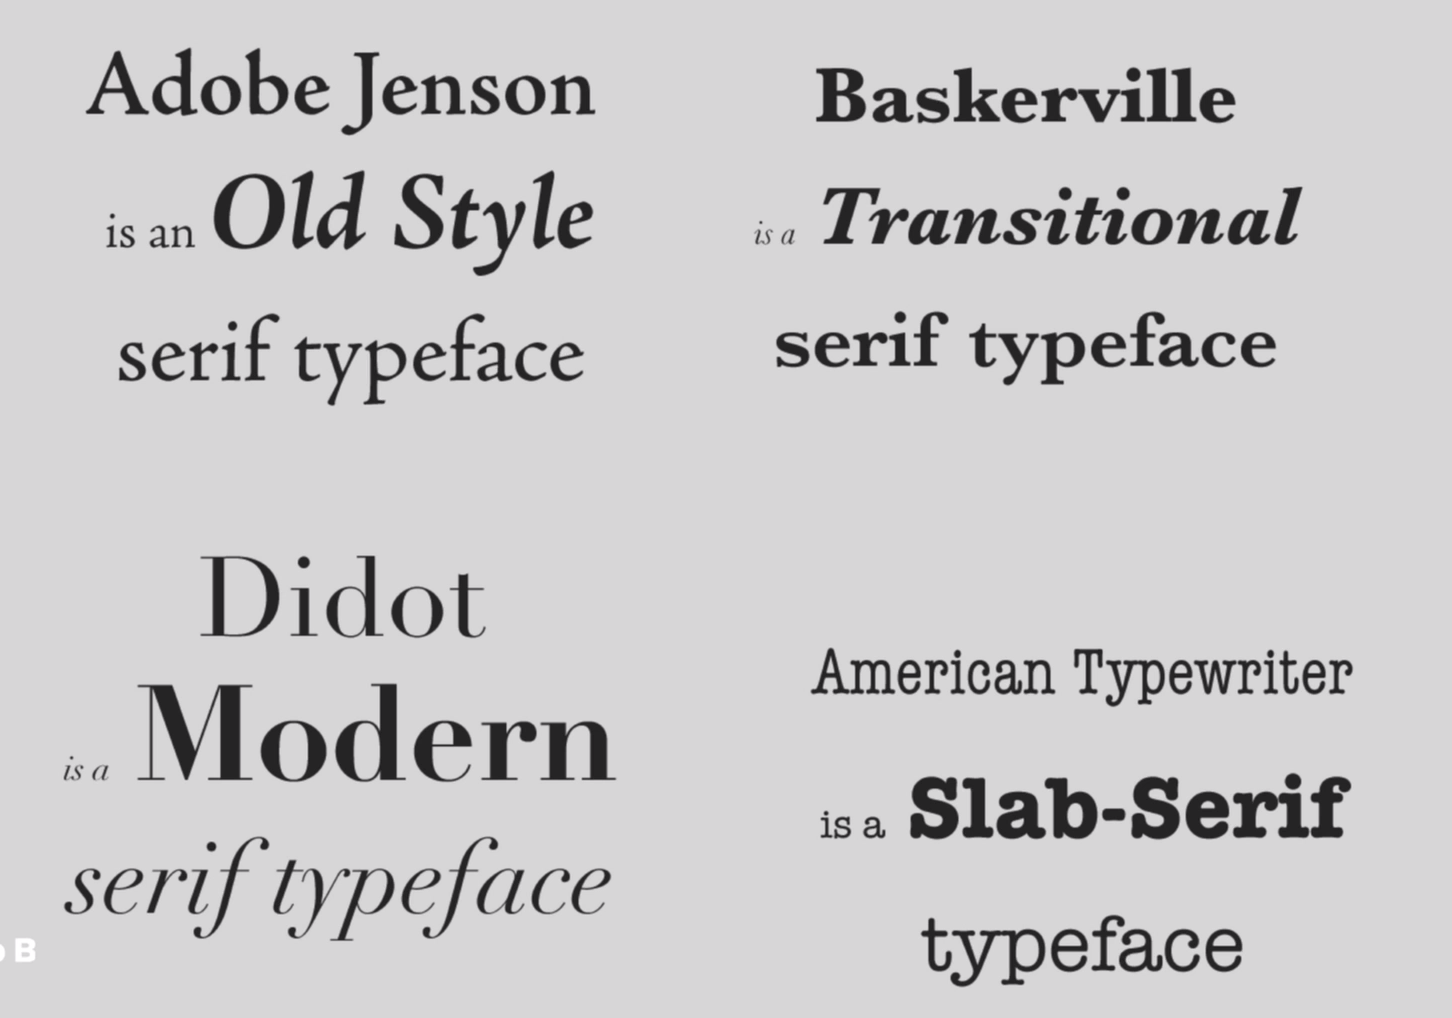 Adobe Jenson
is an Old Style
serif typeface
Baskerville
is a Transitional
serif typeface
Didot
is a Modern
serif typeface
American Typewriter
is a Slab-Serif
typeface
B